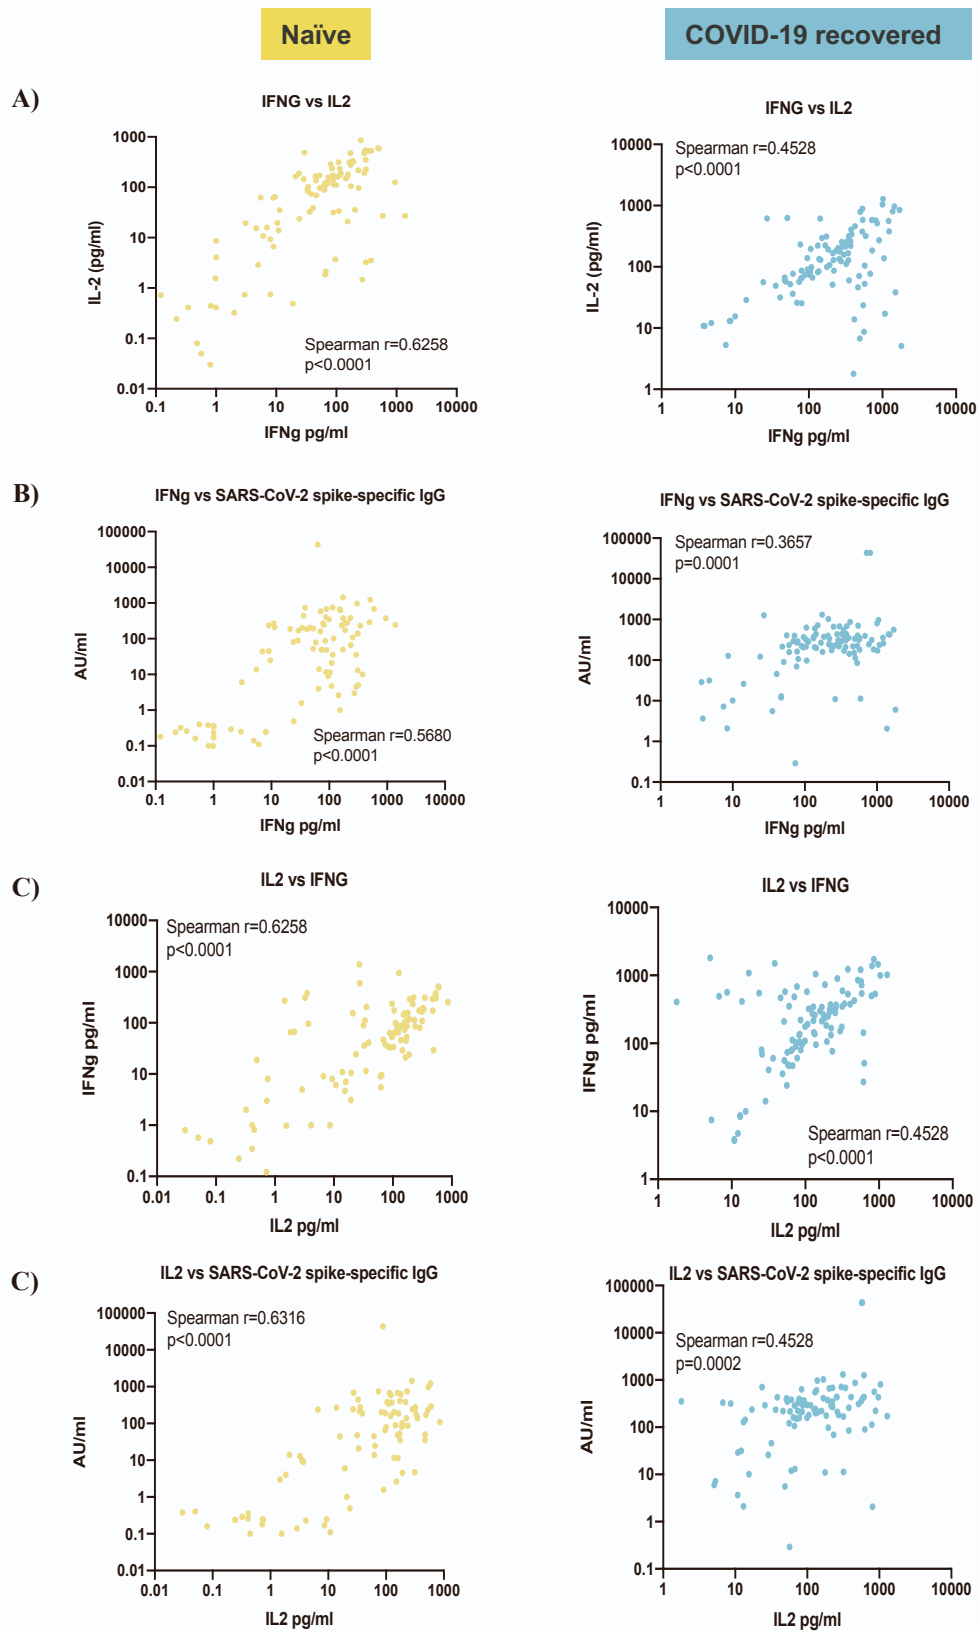 Naïve
COVID-19 recovered
A)
IFNG vs IL2
1000
100
10
1
0.1
0.01
IL-2 (pg/ml)
Spearman r=0.6258
p<0.0001
0.1 1 10 100 1000 10000
IFNg pg/ml
IFNG vs IL2
Spearman r=0.4528
p<0.0001
10000
1000
100
10
1
IL-2 (pg/ml)
1 10 100 1000 10000
IFNg pg/ml
B)
IFNg vs SARS-CoV-2 spike-specific IgG
100000
10000
1000
100
10
1
0.1
0.01
AU/ml
Spearman r=0.5680
p<0.0001
0.1 1 10 100 1000 10000
IFNg pg/ml
IFNg vs SARS-CoV-2 spike-specific IgG
Spearman r=0.3657
p=0.0001
100000
10000
1000
100
10
1
0.1
AU/ml
1 10 100 1000 10000
IFNg pg/ml
C)
IL2 vs IFNG
Spearman r=0.6258
p<0.0001
10000
1000
100
10
1
0.1
IFNg pg/ml
0.01 0.1 1 10 100 1000
IL2 pg/ml
IL2 vs IFNG
10000
1000
100
10
1
IFNg pg/ml
Spearman r=0.4528
p<0.0001
1 10 100 1000 10000
IL2 pg/ml
C)
IL2 vs SARS-CoV-2 spike-specific IgG
Spearman r=0.6316
p<0.0001
100000
10000
1000
100
10
1
0.1
0.01
AU/ml
0.01 0.1 1 10 100 1000
IL2 pg/ml
IL2 vs SARS-CoV-2 spike-specific IgG
Spearman r=0.4528
p=0.0002
100000
10000
1000
100
10
1
0.1
AU/ml
1 10 100 1000 10000
IL2 pg/ml